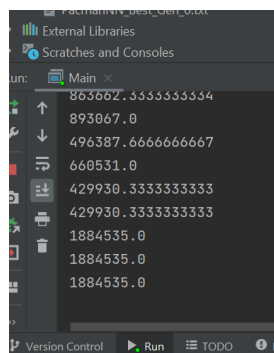 PacmanNN_Best_Gen_0.txt
External Libraries
Scratches and Consoles
Run: Main
863662.3333333334
893067.0
496387.6666666667
660531.0
429930.3333333333
429930.3333333333
1884535.0
1884535.0
1884535.0
Version Control Run TODO